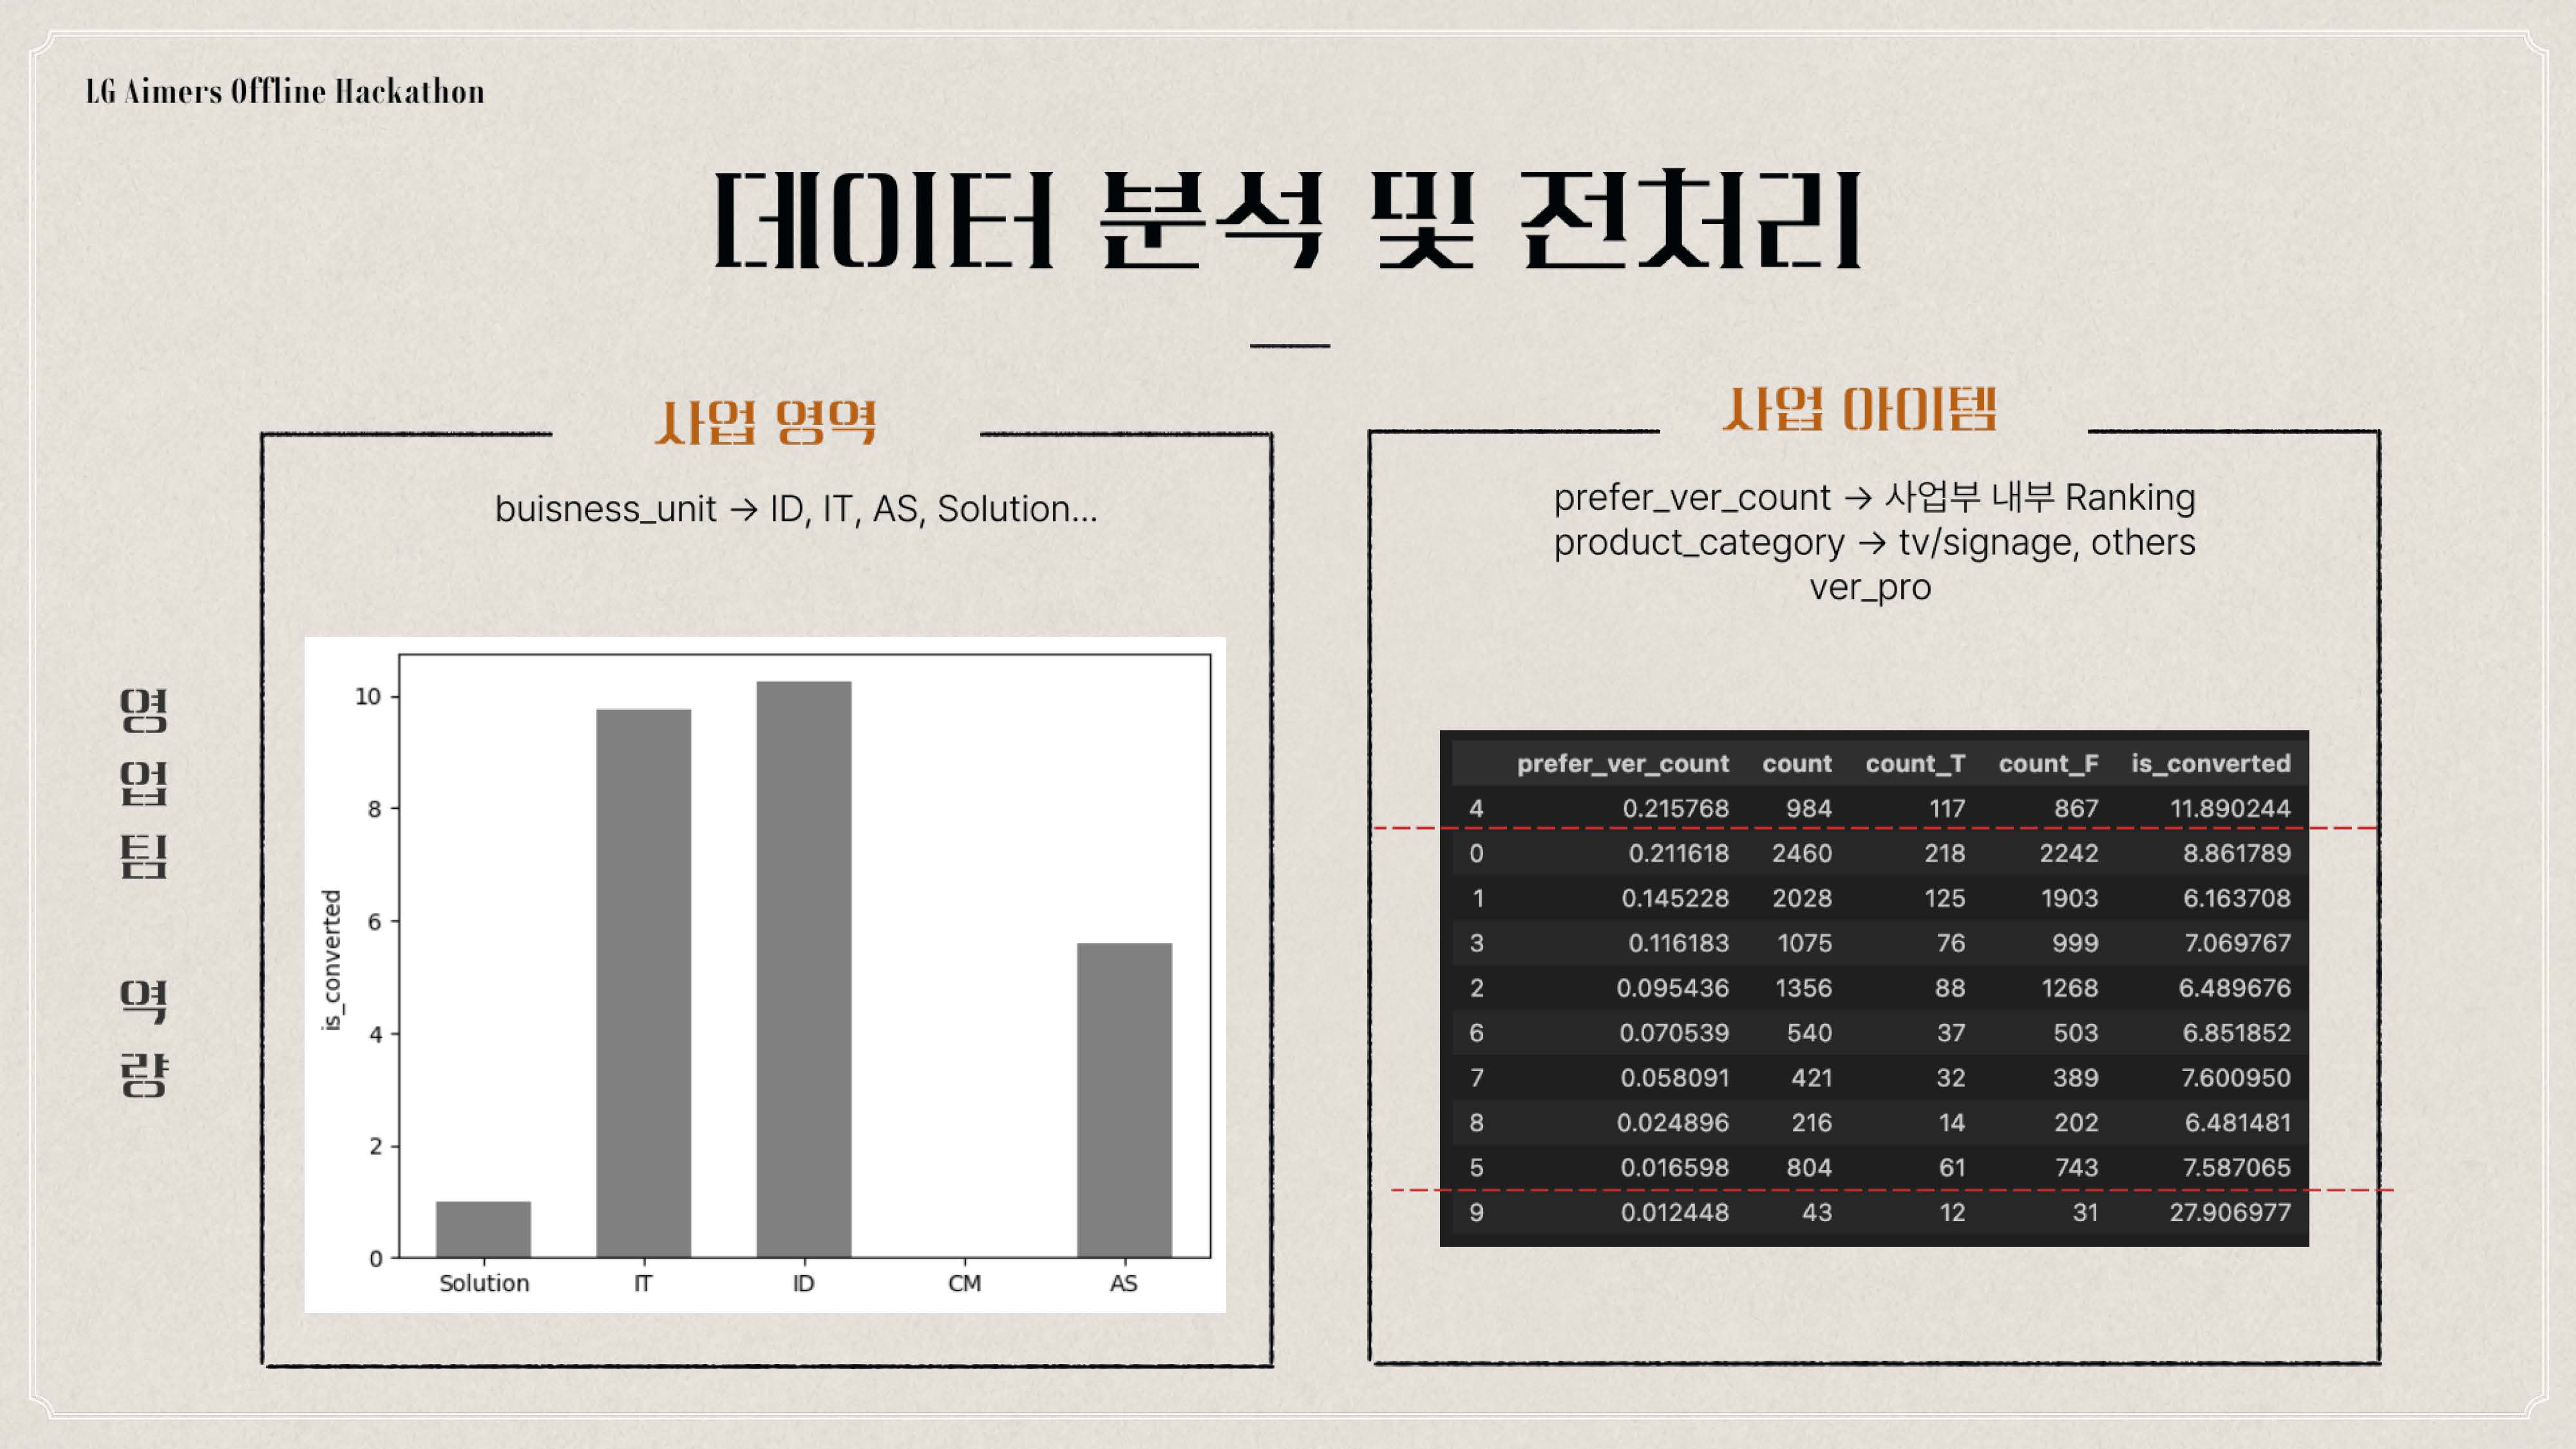 LG Aimers Offline Hackathon
데이터 분석 및 전처리
영업팀 역량
사업 영역
buisness_unit → ID, IT, AS, Solution...
is_converted
10
8
6
4
2
0
Solution IT ID CM AS
사업 아이템
prefer_ver_count → 사업부 내부 Ranking
product_category → tv/signage, others
ver_pro
prefer_ver_count count count_T count_F is_converted
4 0.215768 984 117 867 11.890244
0 0.211618 2460 218 2242 8.861789
1 0.145228 2028 125 1903 6.163708
3 0.116183 1075 76 999 7.069767
2 0.095436 1356 88 1268 6.489676
6 0.070539 540 37 503 6.851852
7 0.058091 421 32 389 7.600950
8 0.024896 216 14 202 6.481481
5 0.016598 804 61 743 7.587065
9 0.012448 43 12 31 27.906977